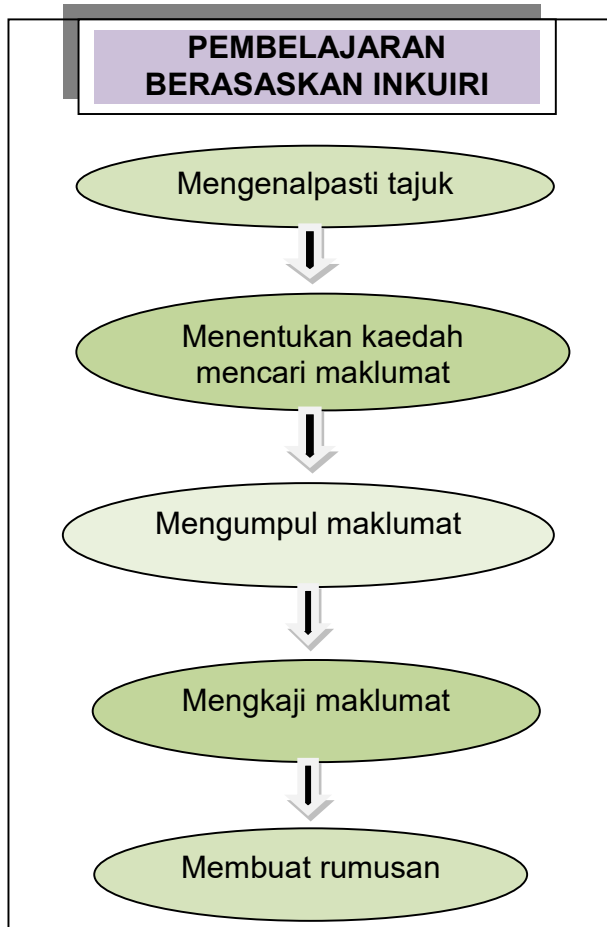 PEMBELAJARAN
BERASASKAN INKUIRI
Mengenalpasti tajuk
Menentukan kaedah
mencari maklumat
Mengumpul maklumat
Mengkaji maklumat
Membuat rumusan